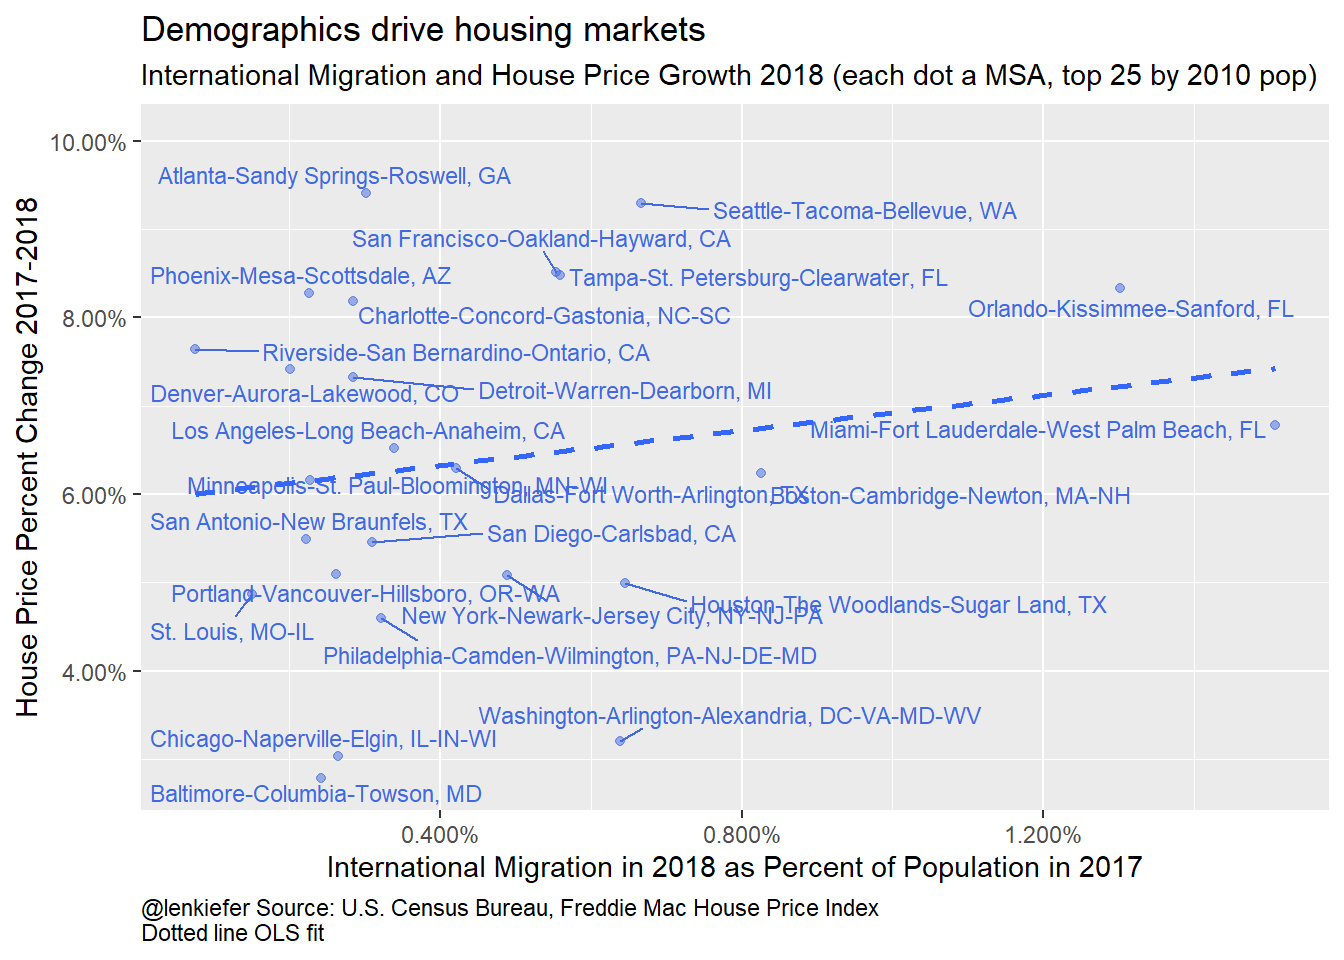 Demographics drive housing markets
International Migration and House Price Growth 2018 (each dot a MSA, top 25 by 2010 pop)
House Price Percent Change 2017-2018
10.00%
8.00%
6.00%
4.00%
Atlanta-Sandy Springs-Roswell, GA
Seattle-Tacoma-Bellevue, WA
San Francisco-Oakland-Hayward, CA
Phoenix-Mesa-Scottsdale, AZ
Tampa-St. Petersburg-Clearwater, FL
Orlando-Kissimmee-Sanford, FL
Charlotte-Concord-Gastonia, NC-SC
Riverside-San Bernardino-Ontario, CA
Denver-Aurora-Lakewood, CO
Detroit-Warren-Dearborn, MI
Los Angeles-Long Beach-Anaheim, CA
Miami-Fort Lauderdale-West Palm Beach, FL
Minneapolis-St. Paul-Bloomington, MN-WI
Dallas-Fort Worth-Arlington, TX
Boston-Cambridge-Newton, MA-NH
San Antonio-New Braunfels, TX
San Diego-Carlsbad, CA
Portland-Vancouver-Hillsboro, OR-WA
Houston-The Woodlands-Sugar Land, TX
New York-Newark-Jersey City, NY-NJ-PA
St. Louis, MO-IL
Philadelphia-Camden-Wilmington, PA-NJ-DE-MD
Washington-Arlington-Alexandria, DC-VA-MD-WV
Chicago-Naperville-Elgin, IL-IN-WI
Baltimore-Columbia-Towson, MD
0.400%
0.800%
1.200%
International Migration in 2018 as Percent of Population in 2017
@lenkiefer Source: U.S. Census Bureau, Freddie Mac House Price Index
Dotted line OLS fit